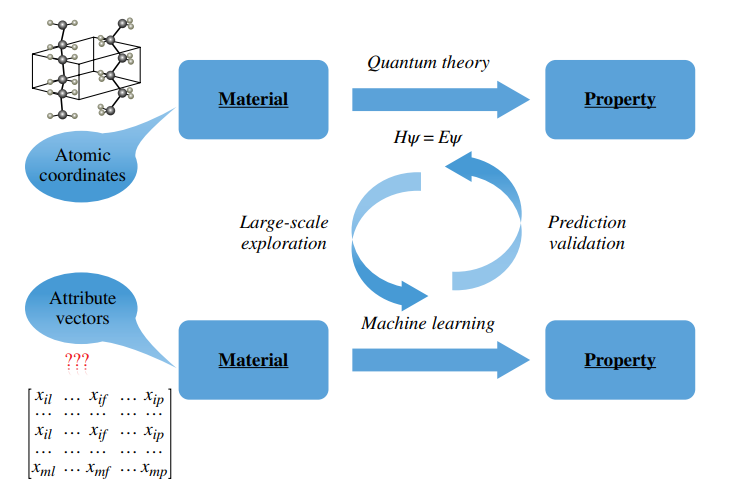 Quantum theory
Material
Property
Hψ = Eψ
Atomic
coordinates
Large-scale
exploration
Prediction
validation
Attribute
vectors
Machine learning
???
Material
Property
x_il … x_if … x_ip
… … … … …
x_il … x_if … x_ip
… … … … …
x_ml … x_mf … x_mp